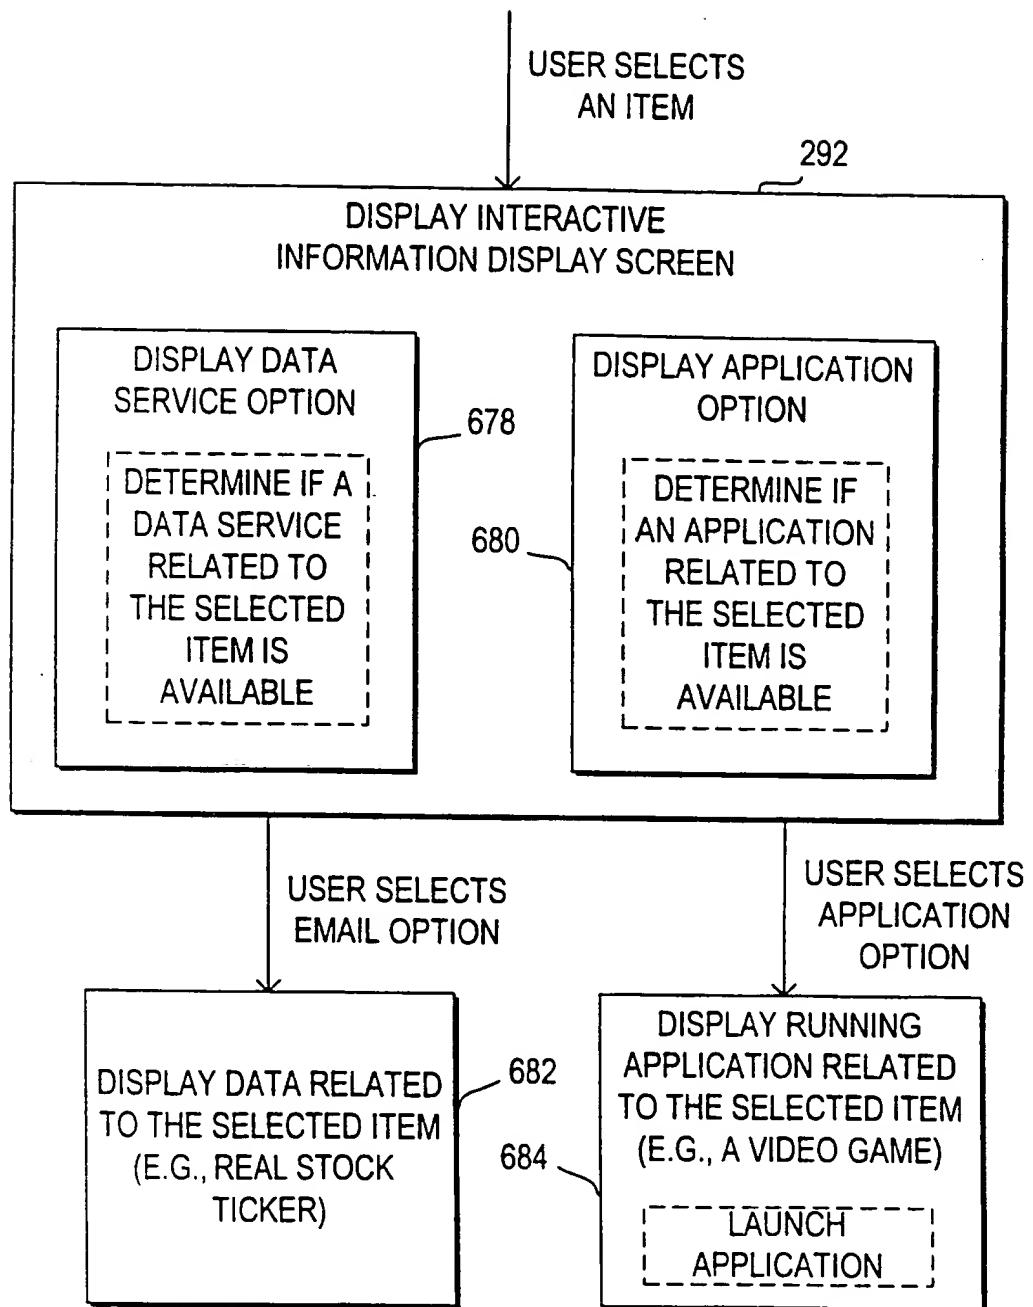 USER SELECTS
AN ITEM
292
DISPLAY INTERACTIVE
INFORMATION DISPLAY SCREEN
DISPLAY DATA
SERVICE OPTION
678
DETERMINE IF A
DATA SERVICE
RELATED TO
THE SELECTED
ITEM IS
AVAILABLE
DISPLAY APPLICATION
OPTION
680
DETERMINE IF
AN APPLICATION
RELATED TO
THE SELECTED
ITEM IS
AVAILABLE
USER SELECTS
EMAIL OPTION
USER SELECTS
APPLICATION
OPTION
DISPLAY DATA RELATED
TO THE SELECTED ITEM
(E.G., REAL STOCK
TICKER)
682
DISPLAY RUNNING
APPLICATION RELATED
TO THE SELECTED ITEM
(E.G., A VIDEO GAME)
684
LAUNCH
APPLICATION